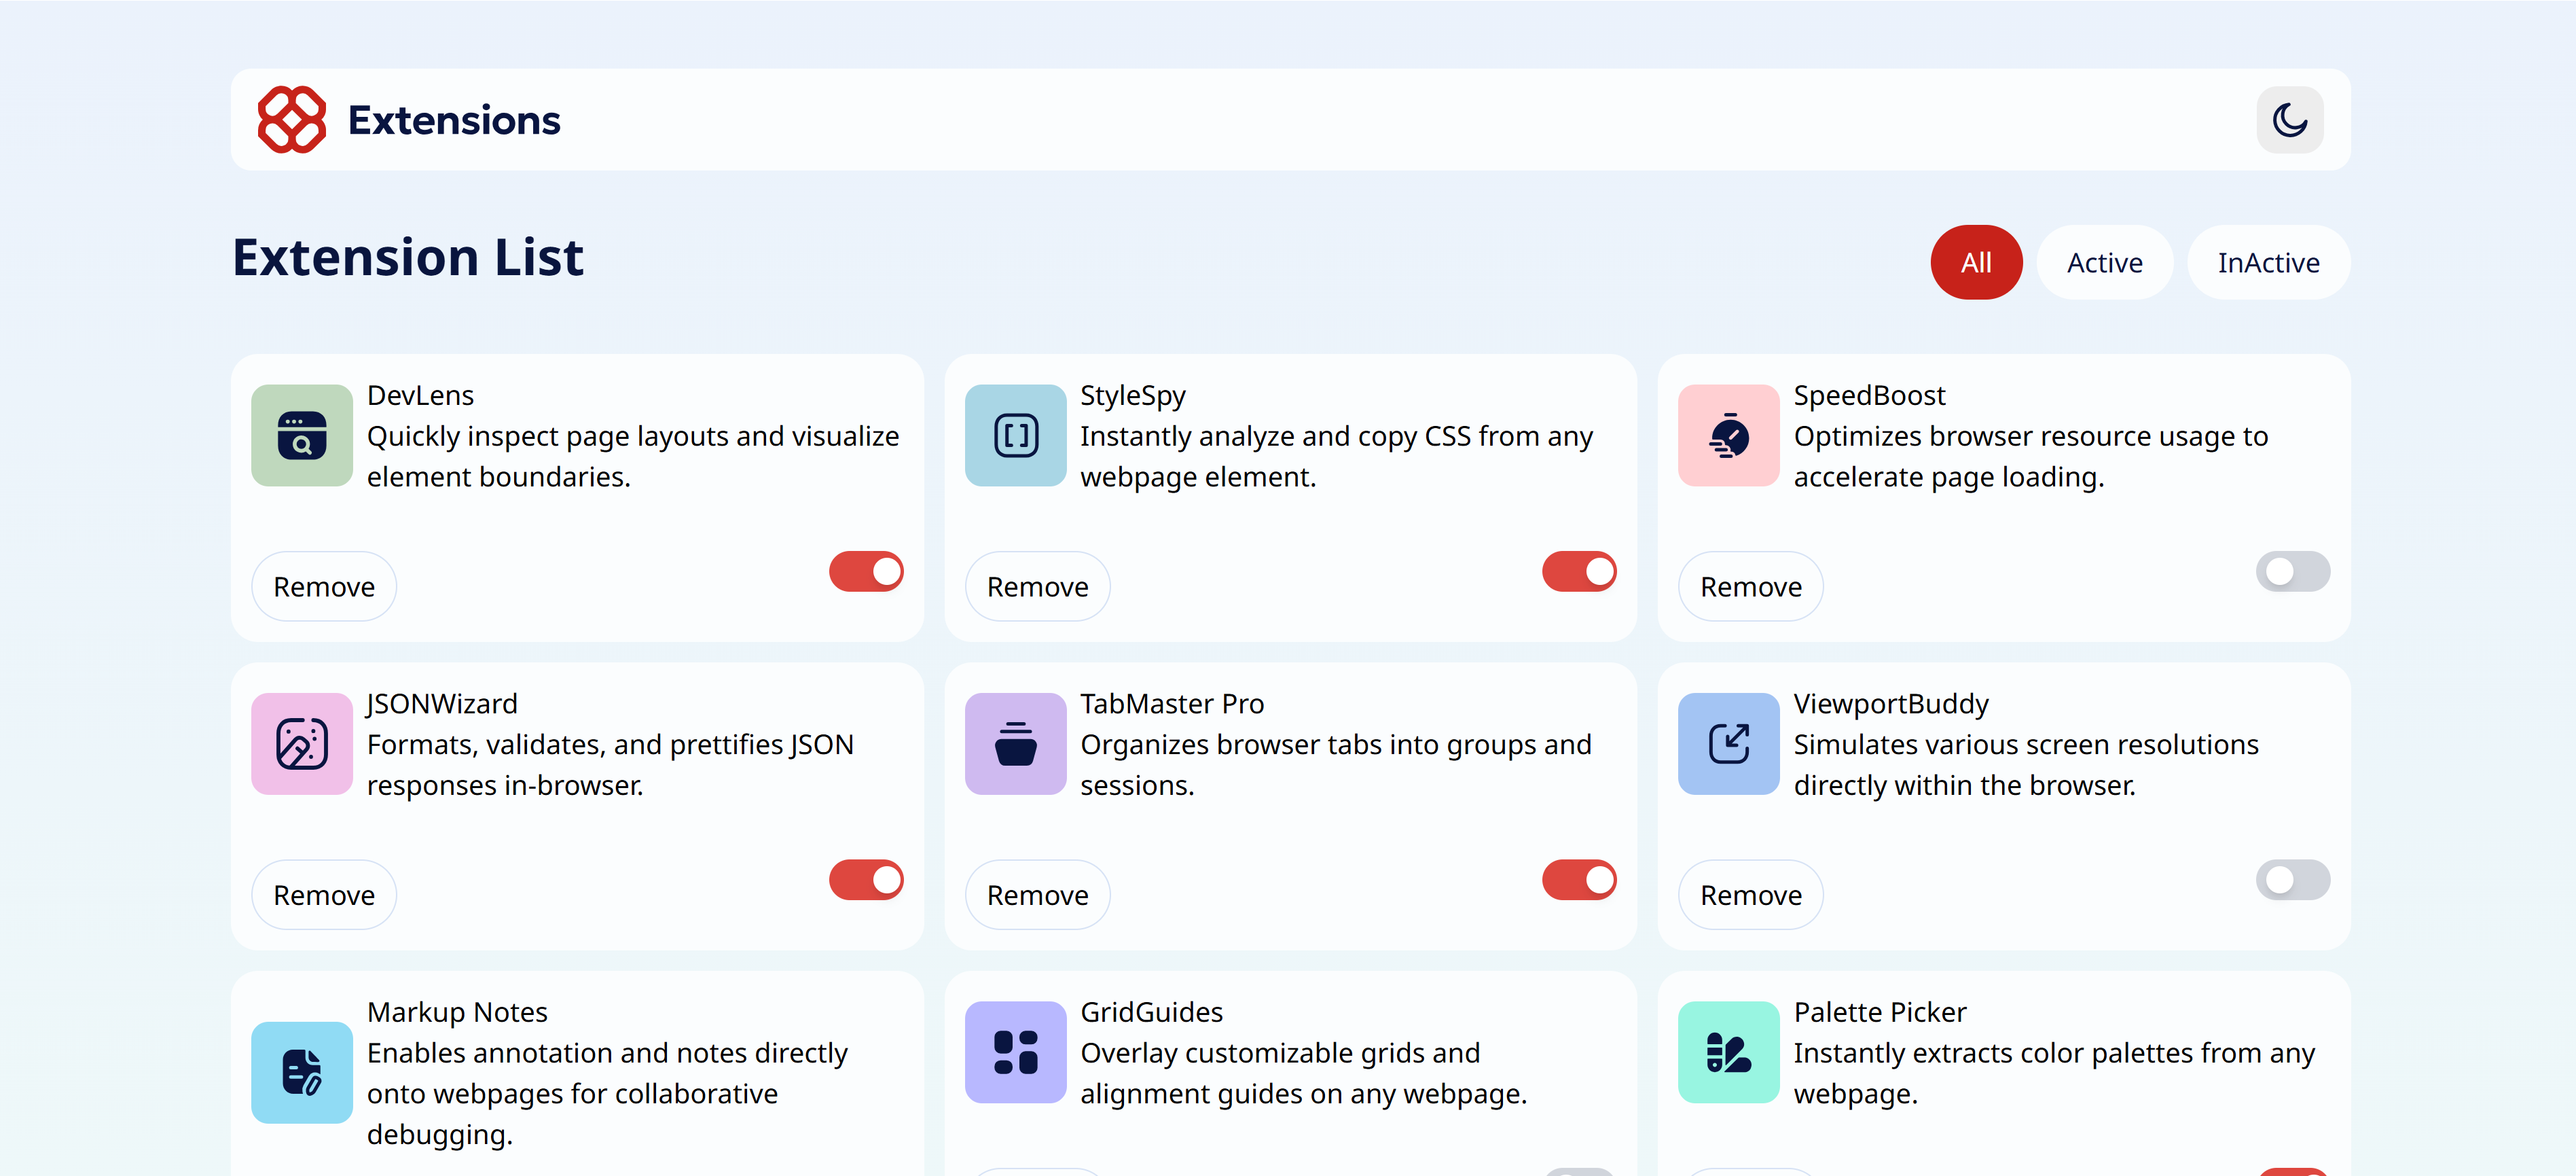 Extensions
Extension List
All
Active
InActive
DevLens
Quickly inspect page layouts and visualize
element boundaries.
Remove
StyleSpy
Instantly analyze and copy CSS from any
webpage element.
Remove
SpeedBoost
Optimizes browser resource usage to
accelerate page loading.
Remove
JSONWizard
Formats, validates, and prettifies JSON
responses in-browser.
Remove
TabMaster Pro
Organizes browser tabs into groups and
sessions.
Remove
ViewportBuddy
Simulates various screen resolutions
directly within the browser.
Remove
Markup Notes
Enables annotation and notes directly
onto webpages for collaborative
debugging.
GridGuides
Overlay customizable grids and
alignment guides on any webpage.
Palette Picker
Instantly extracts color palettes from any
webpage.